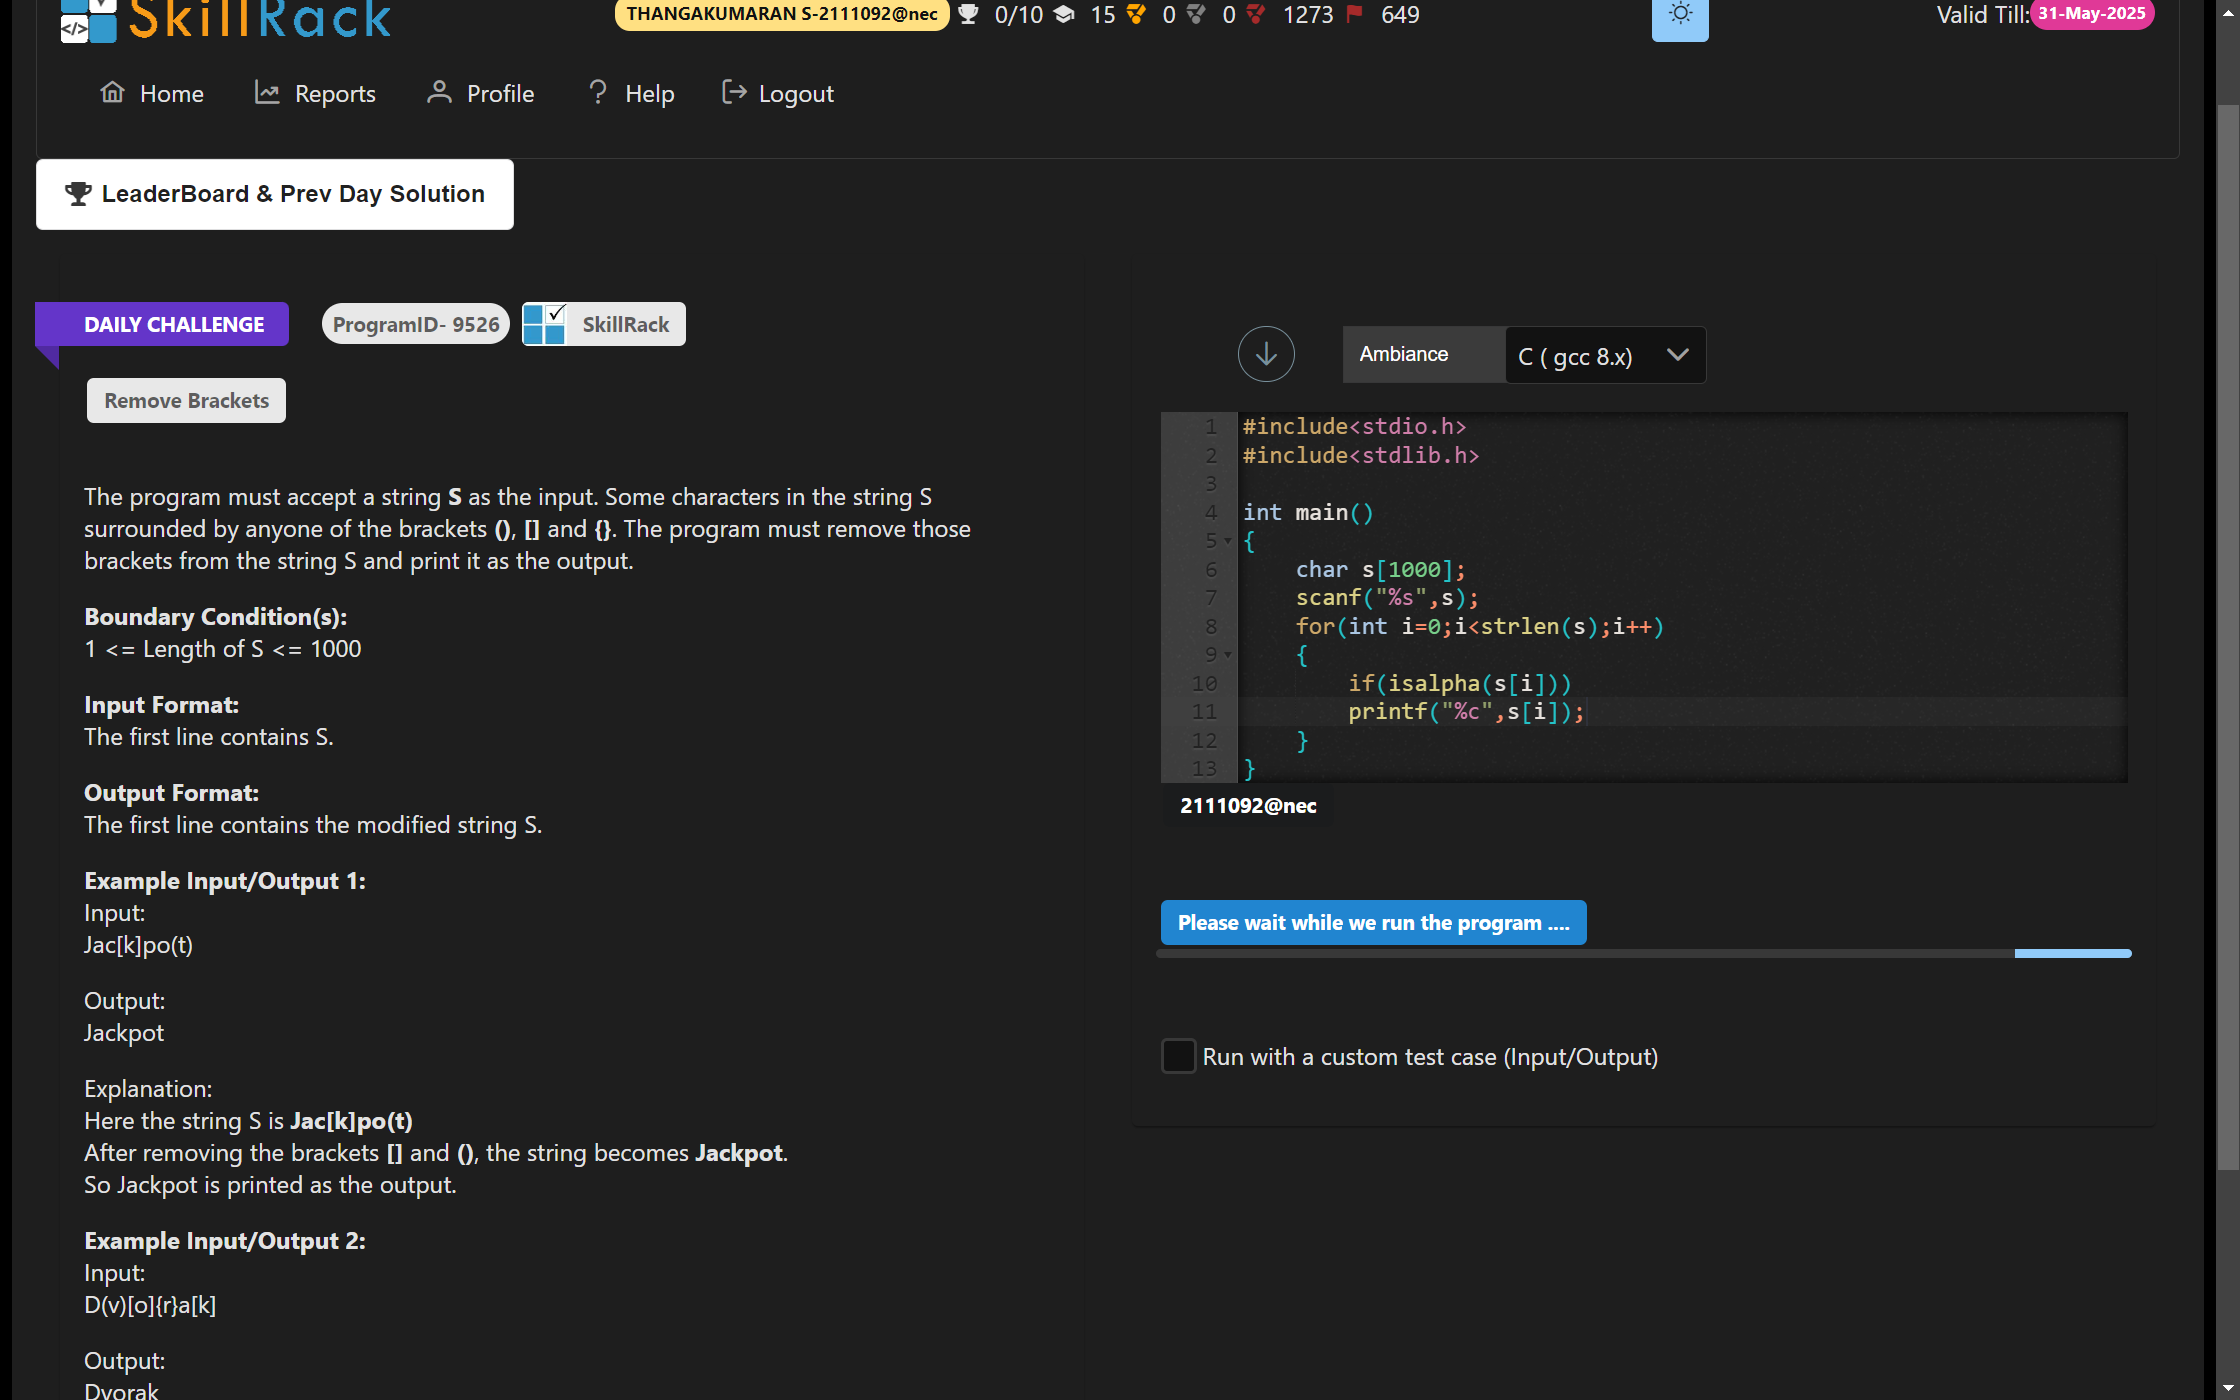 SkillRack
</>
THANGAKUMARAN S-2111092@nec 0/10 15 0 0 1273 649
Valid Till: 31-May-2025
Home Reports Profile Help Logout
LeaderBoard & Prev Day Solution
DAILY CHALLENGE ProgramID- 9526 SkillRack
Remove Brackets
The program must accept a string S as the input. Some characters in the string S
surrounded by anyone of the brackets (), [] and {}. The program must remove those
brackets from the string S and print it as the output.
Boundary Condition(s):
1 <= Length of S <= 1000
Input Format:
The first line contains S.
Output Format:
The first line contains the modified string S.
Example Input/Output 1:
Input:
Jac[k]po(t)
Output:
Jackpot
Explanation:
Here the string S is Jac[k]po(t)
After removing the brackets [] and (), the string becomes Jackpot.
So Jackpot is printed as the output.
Example Input/Output 2:
Input:
D(v)[o]{r}a[k]
Output:
Dvorak
Ambiance C ( gcc 8.x)
1 #include<stdio.h>
2 #include<stdlib.h>
3
4 int main()
5 {
6 char s[1000];
7 scanf("%s",s);
8 for(int i=0;i<strlen(s);i++)
9 {
10 if(isalpha(s[i]))
11 printf("%c",s[i]);
12 }
13 }
2111092@nec
Please wait while we run the program ....
Run with a custom test case (Input/Output)